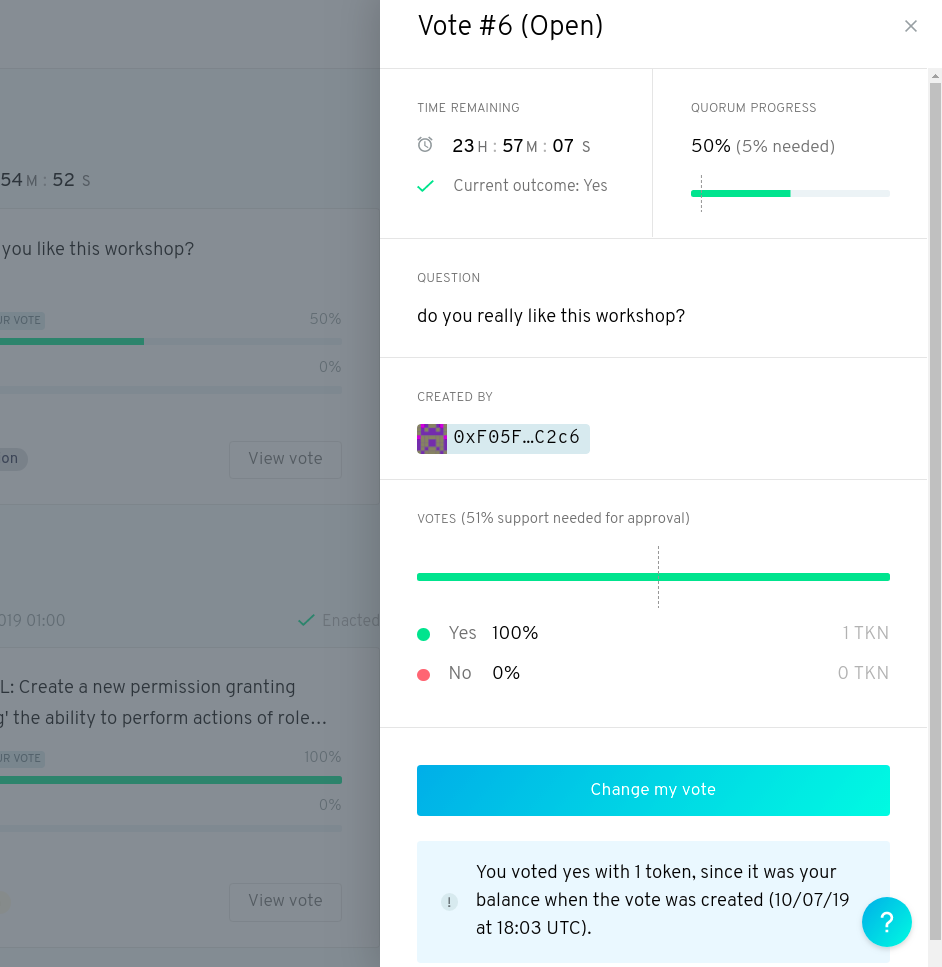 Vote #6 (Open)
TIME REMAINING
23 H : 57 M : 07 S
Current outcome: Yes
QUORUM PROGRESS
50% (5% needed)
QUESTION
do you really like this workshop?
CREATED BY
0xF05F…C2c6
VOTES (51% support needed for approval)
Yes 100% 1 TKN
No 0% 0 TKN
Change my vote
You voted yes with 1 token, since it was your
balance when the vote was created (10/07/19
at 18:03 UTC).
!
?
54 M : 52 S
you like this workshop?
UR VOTE
50%
0%
on
View vote
019 01:00
Enacted
L: Create a new permission granting
g' the ability to perform actions of role…
UR VOTE
100%
0%
View vote